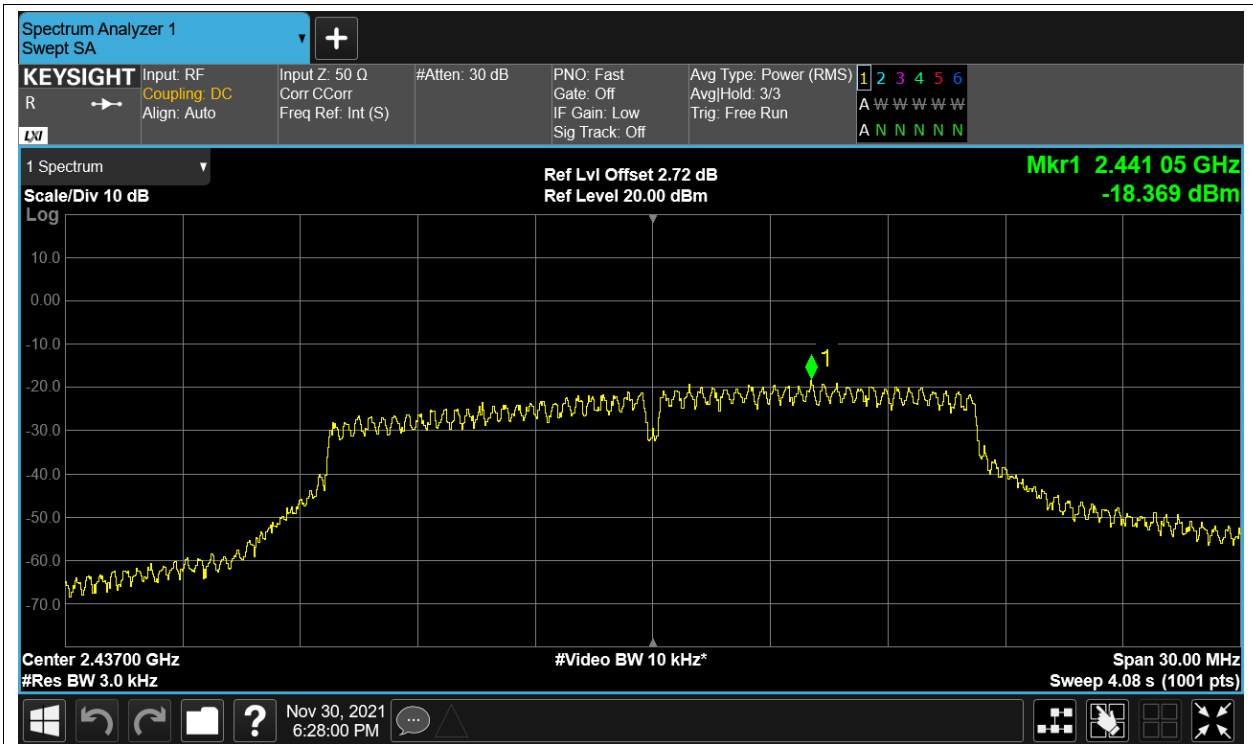 Spectrum Analyzer 1
Swept SA
KEYSIGHT
R
LXI
Input: RF
Coupling: DC
Align: Auto
Input Z: 50 Ω
Corr CCorr
Freq Ref: Int (S)
#Atten: 30 dB
PNO: Fast
Gate: Off
IF Gain: Low
Sig Track: Off
Avg Type: Power (RMS)
Avg|Hold: 3/3
Trig: Free Run
1 2 3 4 5 6
A W W W W W
A N N N N N
1 Spectrum
Scale/Div 10 dB
Log
Ref Lvl Offset 2.72 dB
Ref Level 20.00 dBm
Mkr1 2.441 05 GHz
-18.369 dBm
10.0
0.00
-10.0
-20.0
-30.0
-40.0
-50.0
-60.0
-70.0
1
Center 2.43700 GHz
#Res BW 3.0 kHz
#Video BW 10 kHz*
Span 30.00 MHz
Sweep 4.08 s (1001 pts)
?
Nov 30, 2021
6:28:00 PM